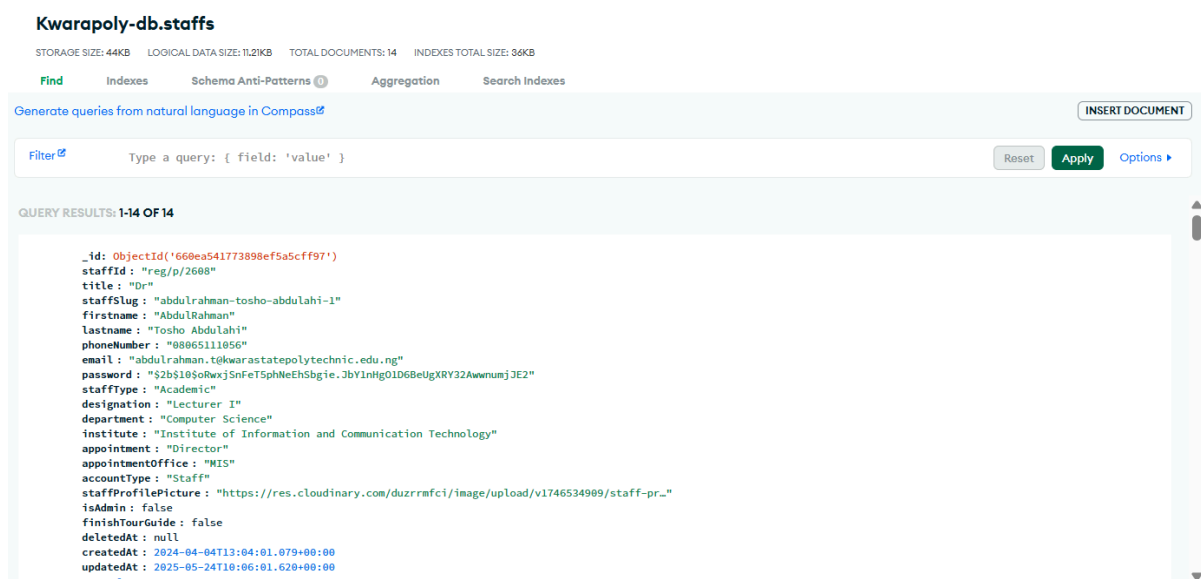 Kwarapoly-db.staffs
STORAGE SIZE: 44KB LOGICAL DATA SIZE: 11.21KB TOTAL DOCUMENTS: 14 INDEXES TOTAL SIZE: 36KB
Find Indexes Schema Anti-Patterns 0 Aggregation Search Indexes
Generate queries from natural language in Compass
INSERT DOCUMENT
Filter Type a query: { field: 'value' } Reset Apply Options
QUERY RESULTS: 1-14 OF 14
_id: ObjectId('660ea541773898ef5a5cff97')
staffId : "reg/p/2608"
title : "Dr"
staffSlug : "abdulrahman-tosho-abdulahi-1"
firstname : "AbdulRahman"
lastname : "Tosho Abdulahi"
phoneNumber : "08065111056"
email : "abdulrahman.t@kwarastatepolytechnic.edu.ng"
password : "$2b$10$oRwxjSnFeT5phNeEhSbgie.JbY1nHgO1D6BeUgXRY32AwwnumjJE2"
staffType : "Academic"
designation : "Lecturer I"
department : "Computer Science"
institute : "Institute of Information and Communication Technology"
appointment : "Director"
appointmentOffice : "MIS"
accountType : "Staff"
staffProfilePicture : "https://res.cloudinary.com/duzrrmfci/image/upload/v1746534909/staff-pr…"
isAdmin : false
finishTourGuide : false
deletedAt : null
createdAt : 2024-04-04T13:04:01.079+00:00
updatedAt : 2025-05-24T10:06:01.620+00:00